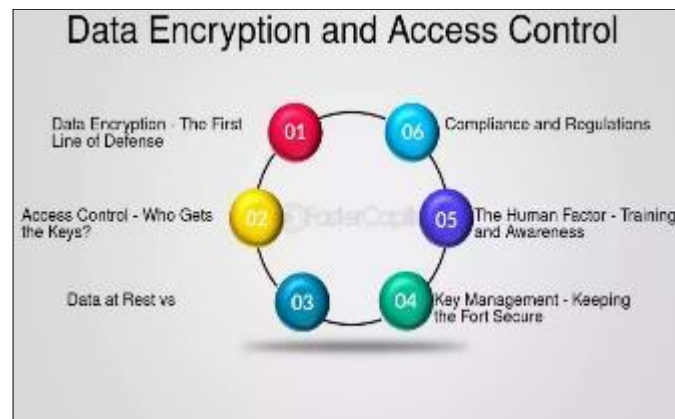 Data Encryption and Access Control
01
Data Encryption - The First
Line of Defense
02
Access Control - Who Gets
the Keys?
03
Data at Rest vs
04
Key Management - Keeping
the Fort Secure
05
The Human Factor - Training
and Awareness
06
Compliance and Regulations
FasterCapital